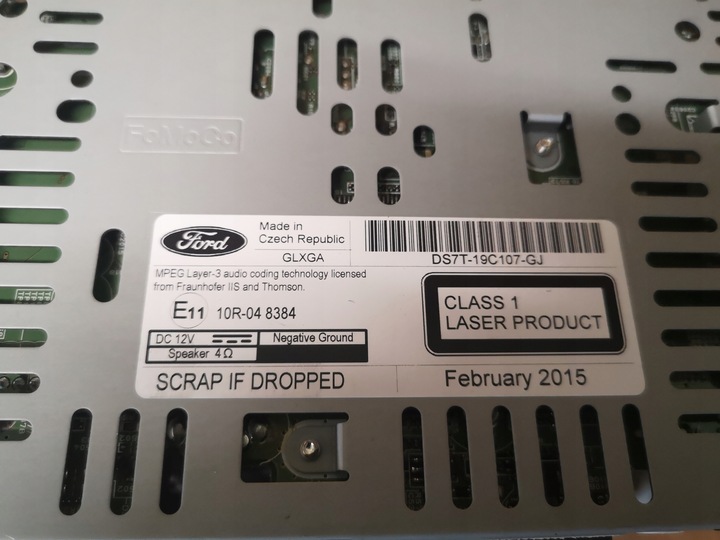 FoMoCo
Ford
Made in
Czech Republic
GLXGA
DS7T-19C107-GJ
MPEG Layer-3 audio coding technology licensed
from Fraunhofer IIS and Thomson.
E11 10R-04 8384
CLASS 1
LASER PRODUCT
DC 12V
Negative Ground
Speaker 4Ω
SCRAP IF DROPPED
February 2015